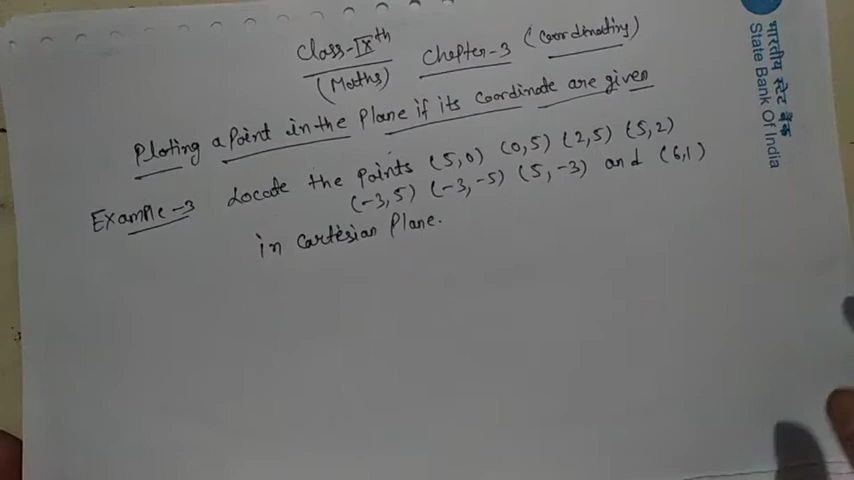 Class-IXth
(Maths)
Chapter-3 (Coordinating)
Ploting a Point in the Plane if its Coordinate are given
Example-3 Locate the Points (5,0) (0,5) (2,5) (5,2)
(-3,5) (-3,-5) (5,-3) and (6,1)
in Cartesian Plane.
भारतीय स्टेट बैंक
State Bank Of India